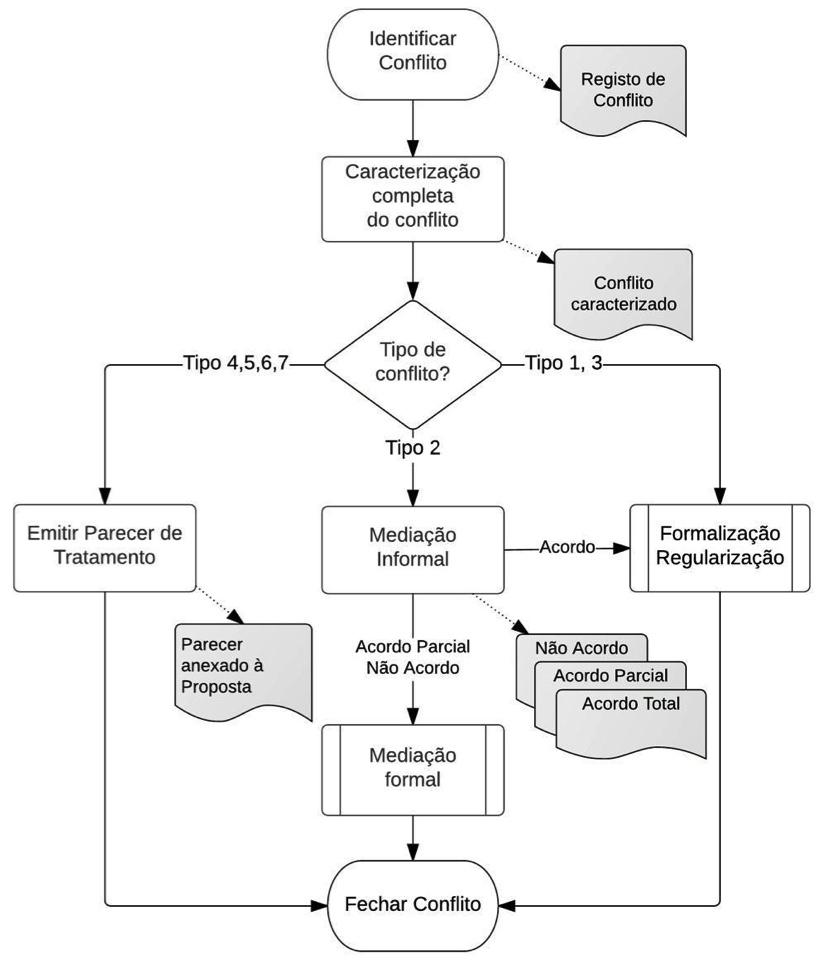 Identificar
Conflito
Registo de
Conflito
Caracterização
completa
do conflito
Conflito
caracterizado
Tipo de
conflito?
Tipo 4,5,6,7
Tipo 1, 3
Tipo 2
Emitir Parecer de
Tratamento
Mediação
Informal
Acordo
Formalização
Regularização
Parecer
anexado à
Proposta
Acordo Parcial
Não Acordo
Não Acordo
Acordo Parcial
Acordo Total
Mediação
formal
Fechar Conflito